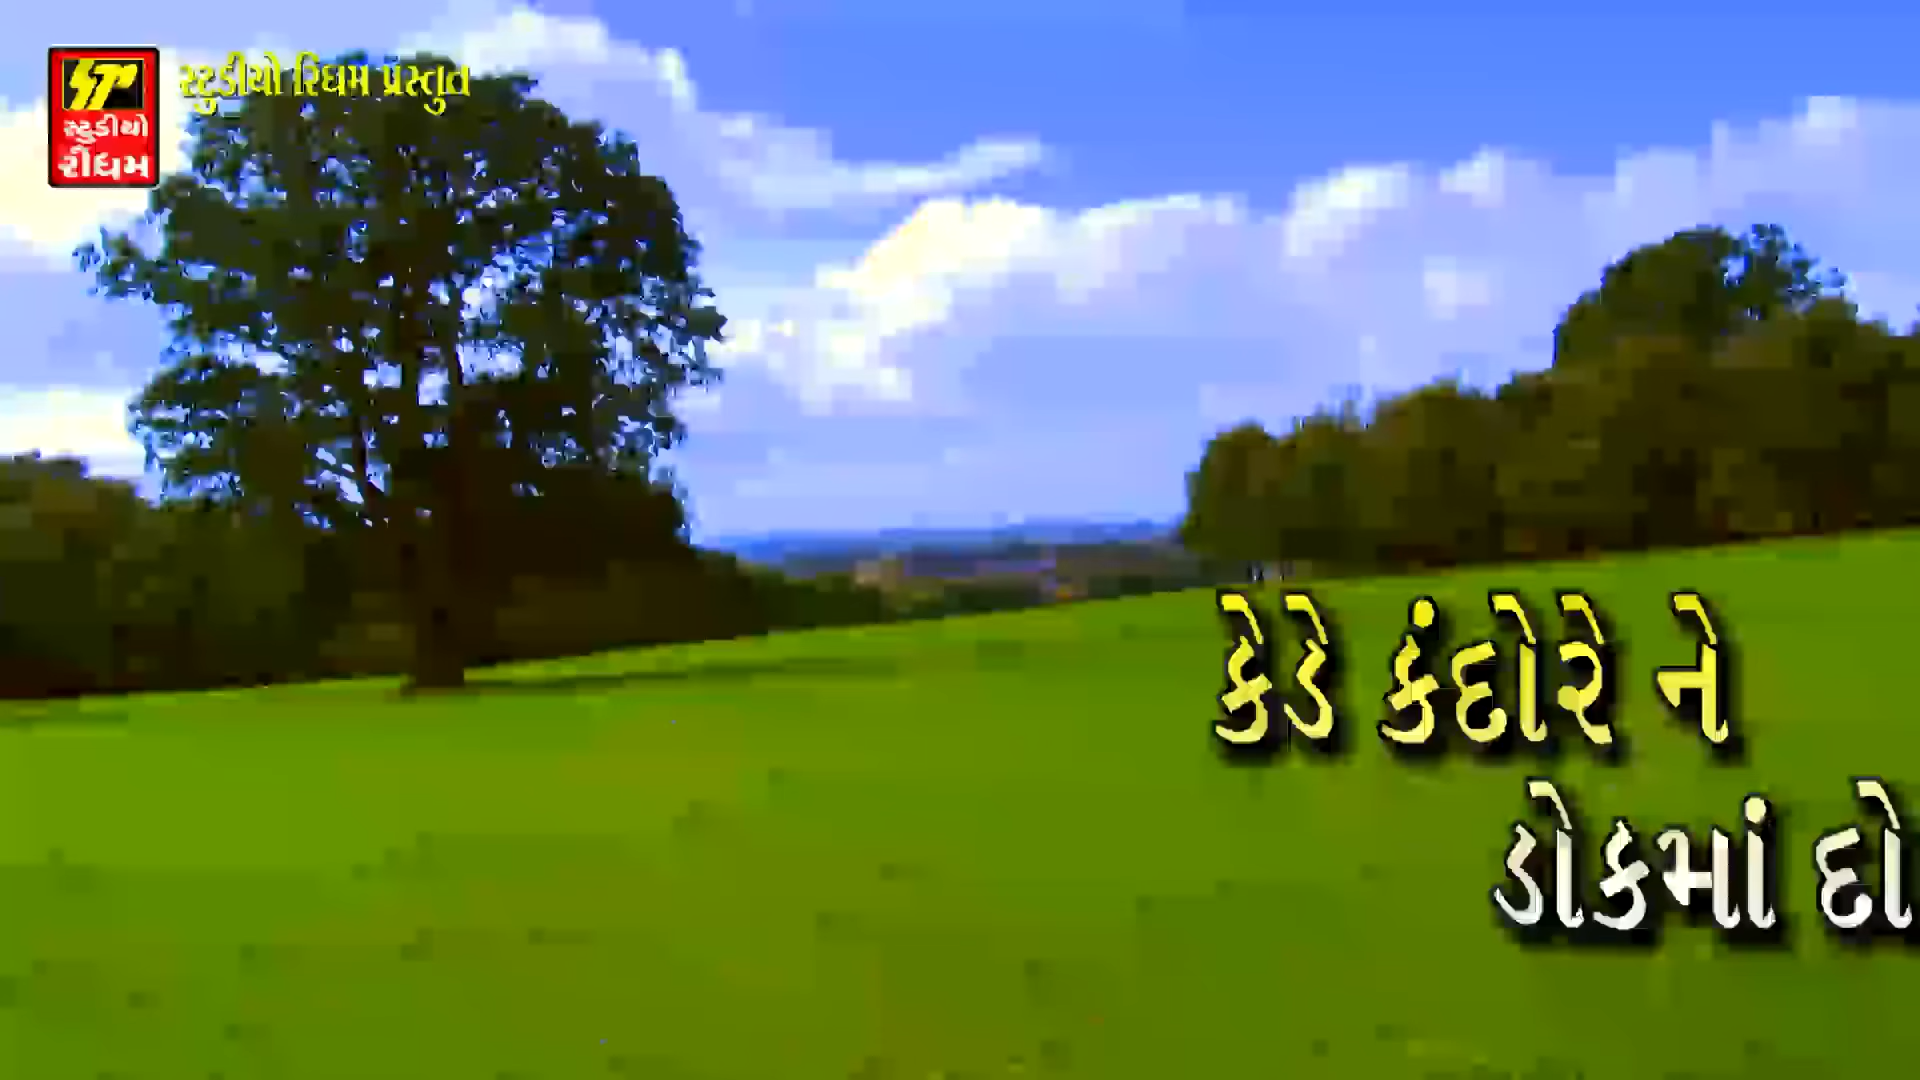 સ્ટુડીયો રિધમ પ્રસ્તુત
સ્ટુડીયો
રીધમ
કેડે કંદોરે ને
ડોકમાં દો